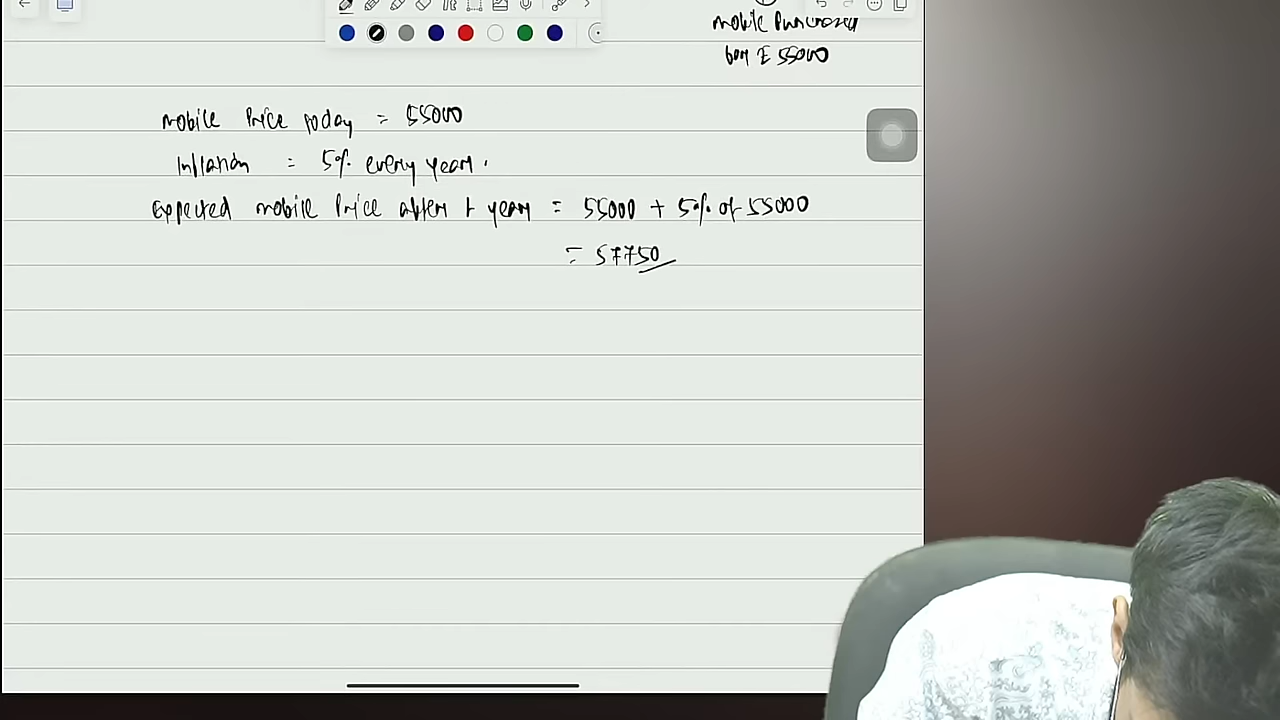 mobile Purchased
for ₹ 55000
mobile Price today = 55000
Inflation = 5% every year.
Expected mobile Price after 1 year = 55000 + 5% of 55000
= 57750